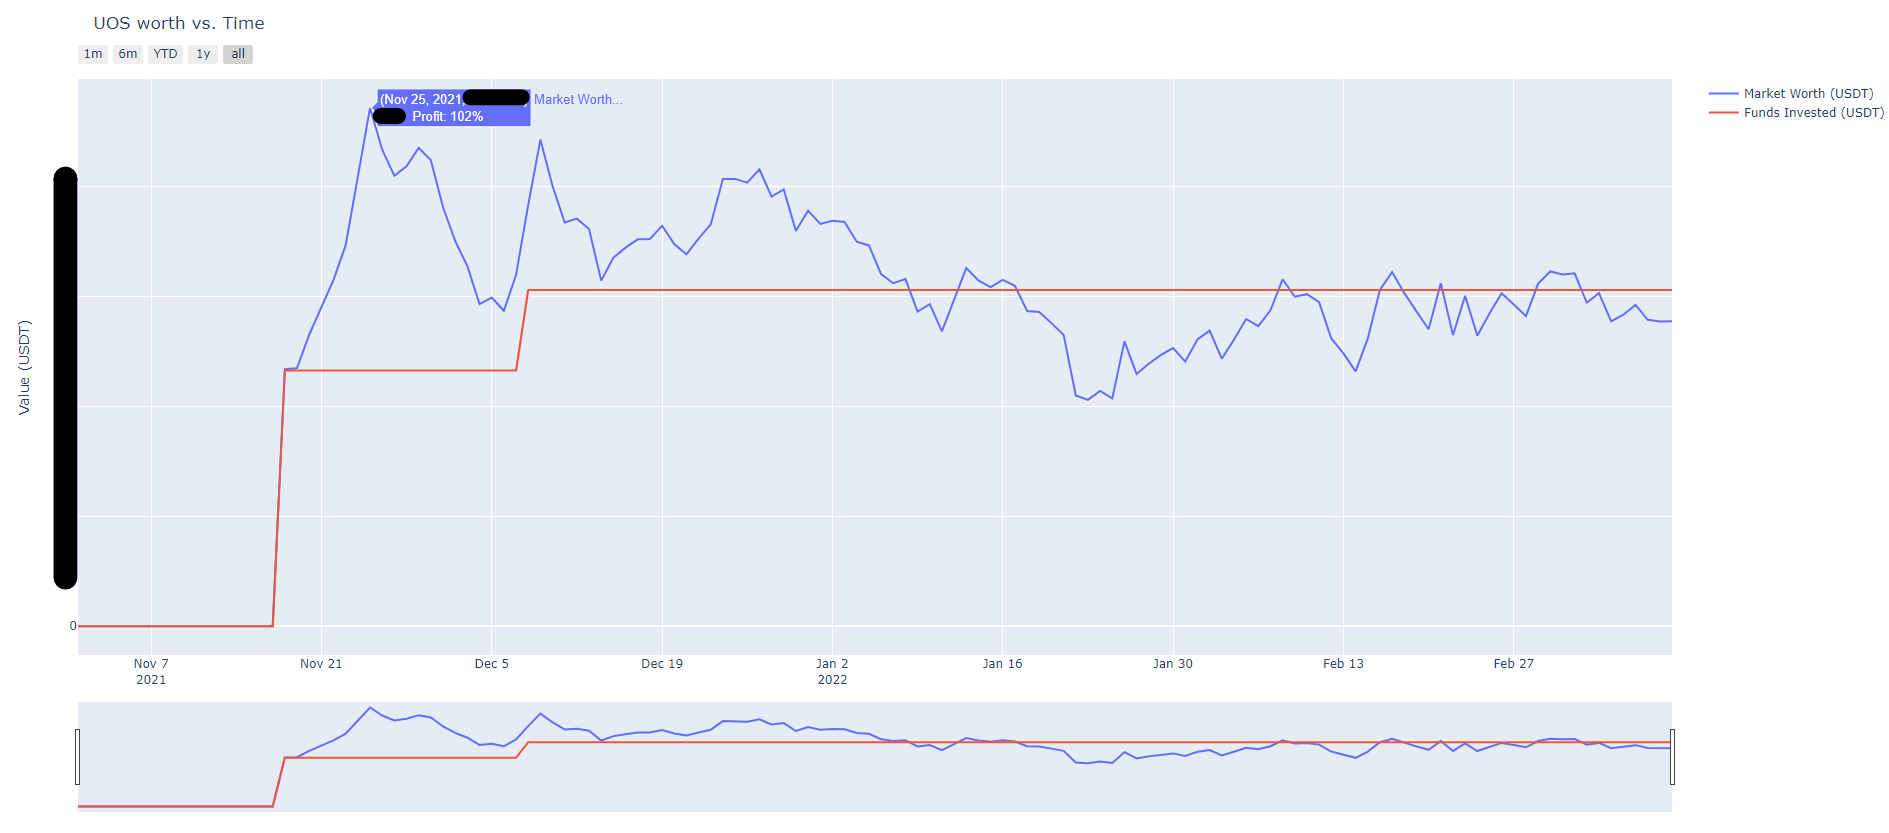 UOS worth vs. Time
1m 6m YTD 1y all
(Nov 25, 2021, Market Worth...
Profit: 102%
Market Worth (USDT)
Funds Invested (USDT)
Value (USDT)
0
Nov 7 Nov 21 Dec 5 Dec 19 Jan 2 Jan 16 Jan 30 Feb 13 Feb 27
2021 2022